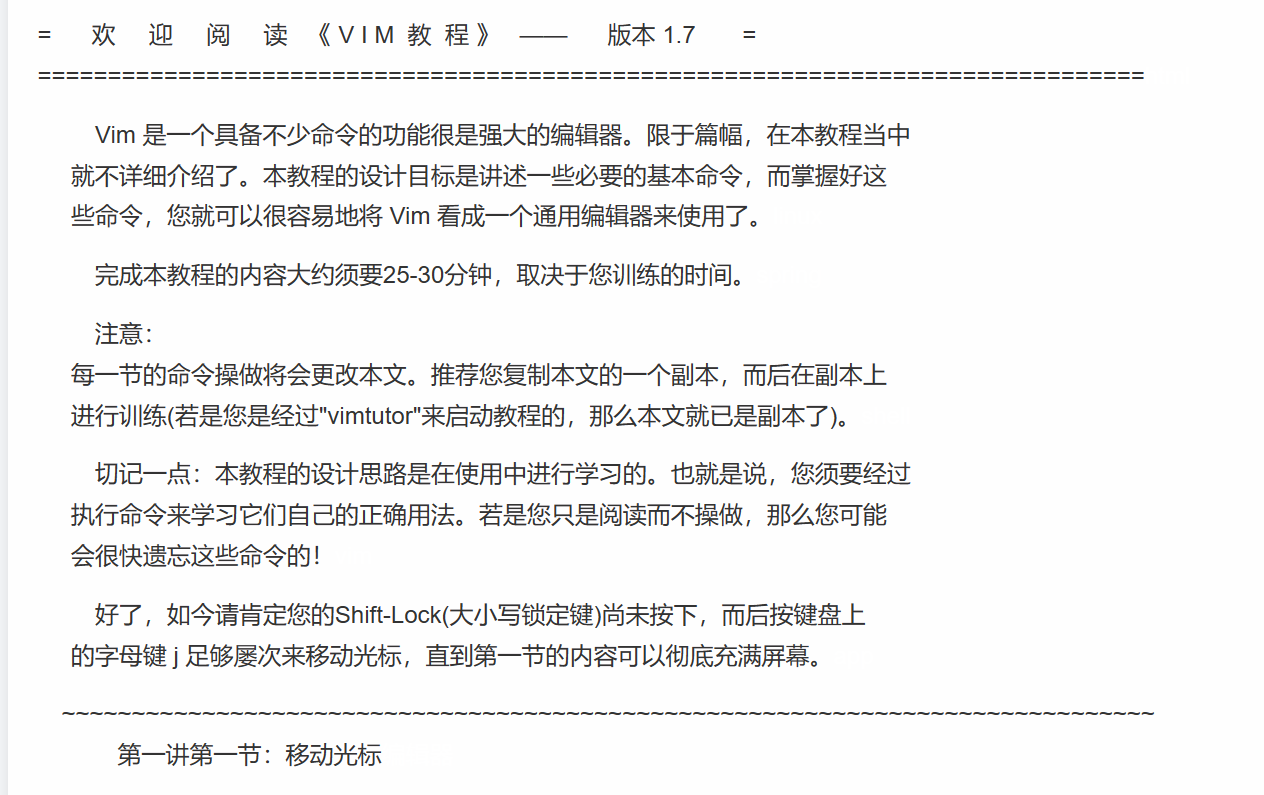 = 欢 迎 阅 读 《 V I M 教 程 》 —— 版本 1.7 =
===============================================================================
Vim 是一个具备不少命令的功能很是强大的编辑器。限于篇幅，在本教程当中
就不详细介绍了。本教程的设计目标是讲述一些必要的基本命令，而掌握好这
些命令，您就可以很容易地将 Vim 看成一个通用编辑器来使用了。
完成本教程的内容大约须要25-30分钟，取决于您训练的时间。
注意：
每一节的命令操做将会更改本文。推荐您复制本文的一个副本，而后在副本上
进行训练(若是您是经过"vimtutor"来启动教程的，那么本文就已是副本了)。
切记一点：本教程的设计思路是在使用中进行学习的。也就是说，您须要经过
执行命令来学习它们自己的正确用法。若是您只是阅读而不操做，那么您可能
会很快遗忘这些命令的！
好了，如今请肯定您的Shift-Lock(大小写锁定键)尚未按下，而后按键盘上
的字母键 j 足够屡次来移动光标，直到第一节的内容可以彻底充满屏幕。
~~~~~~~~~~~~~~~~~~~~~~~~~~~~~~~~~~~~~~~~~~~~~~~~~~~~~~~~~~~~~~~~~~~~~~~~~~~~~~
第一讲第一节：移动光标